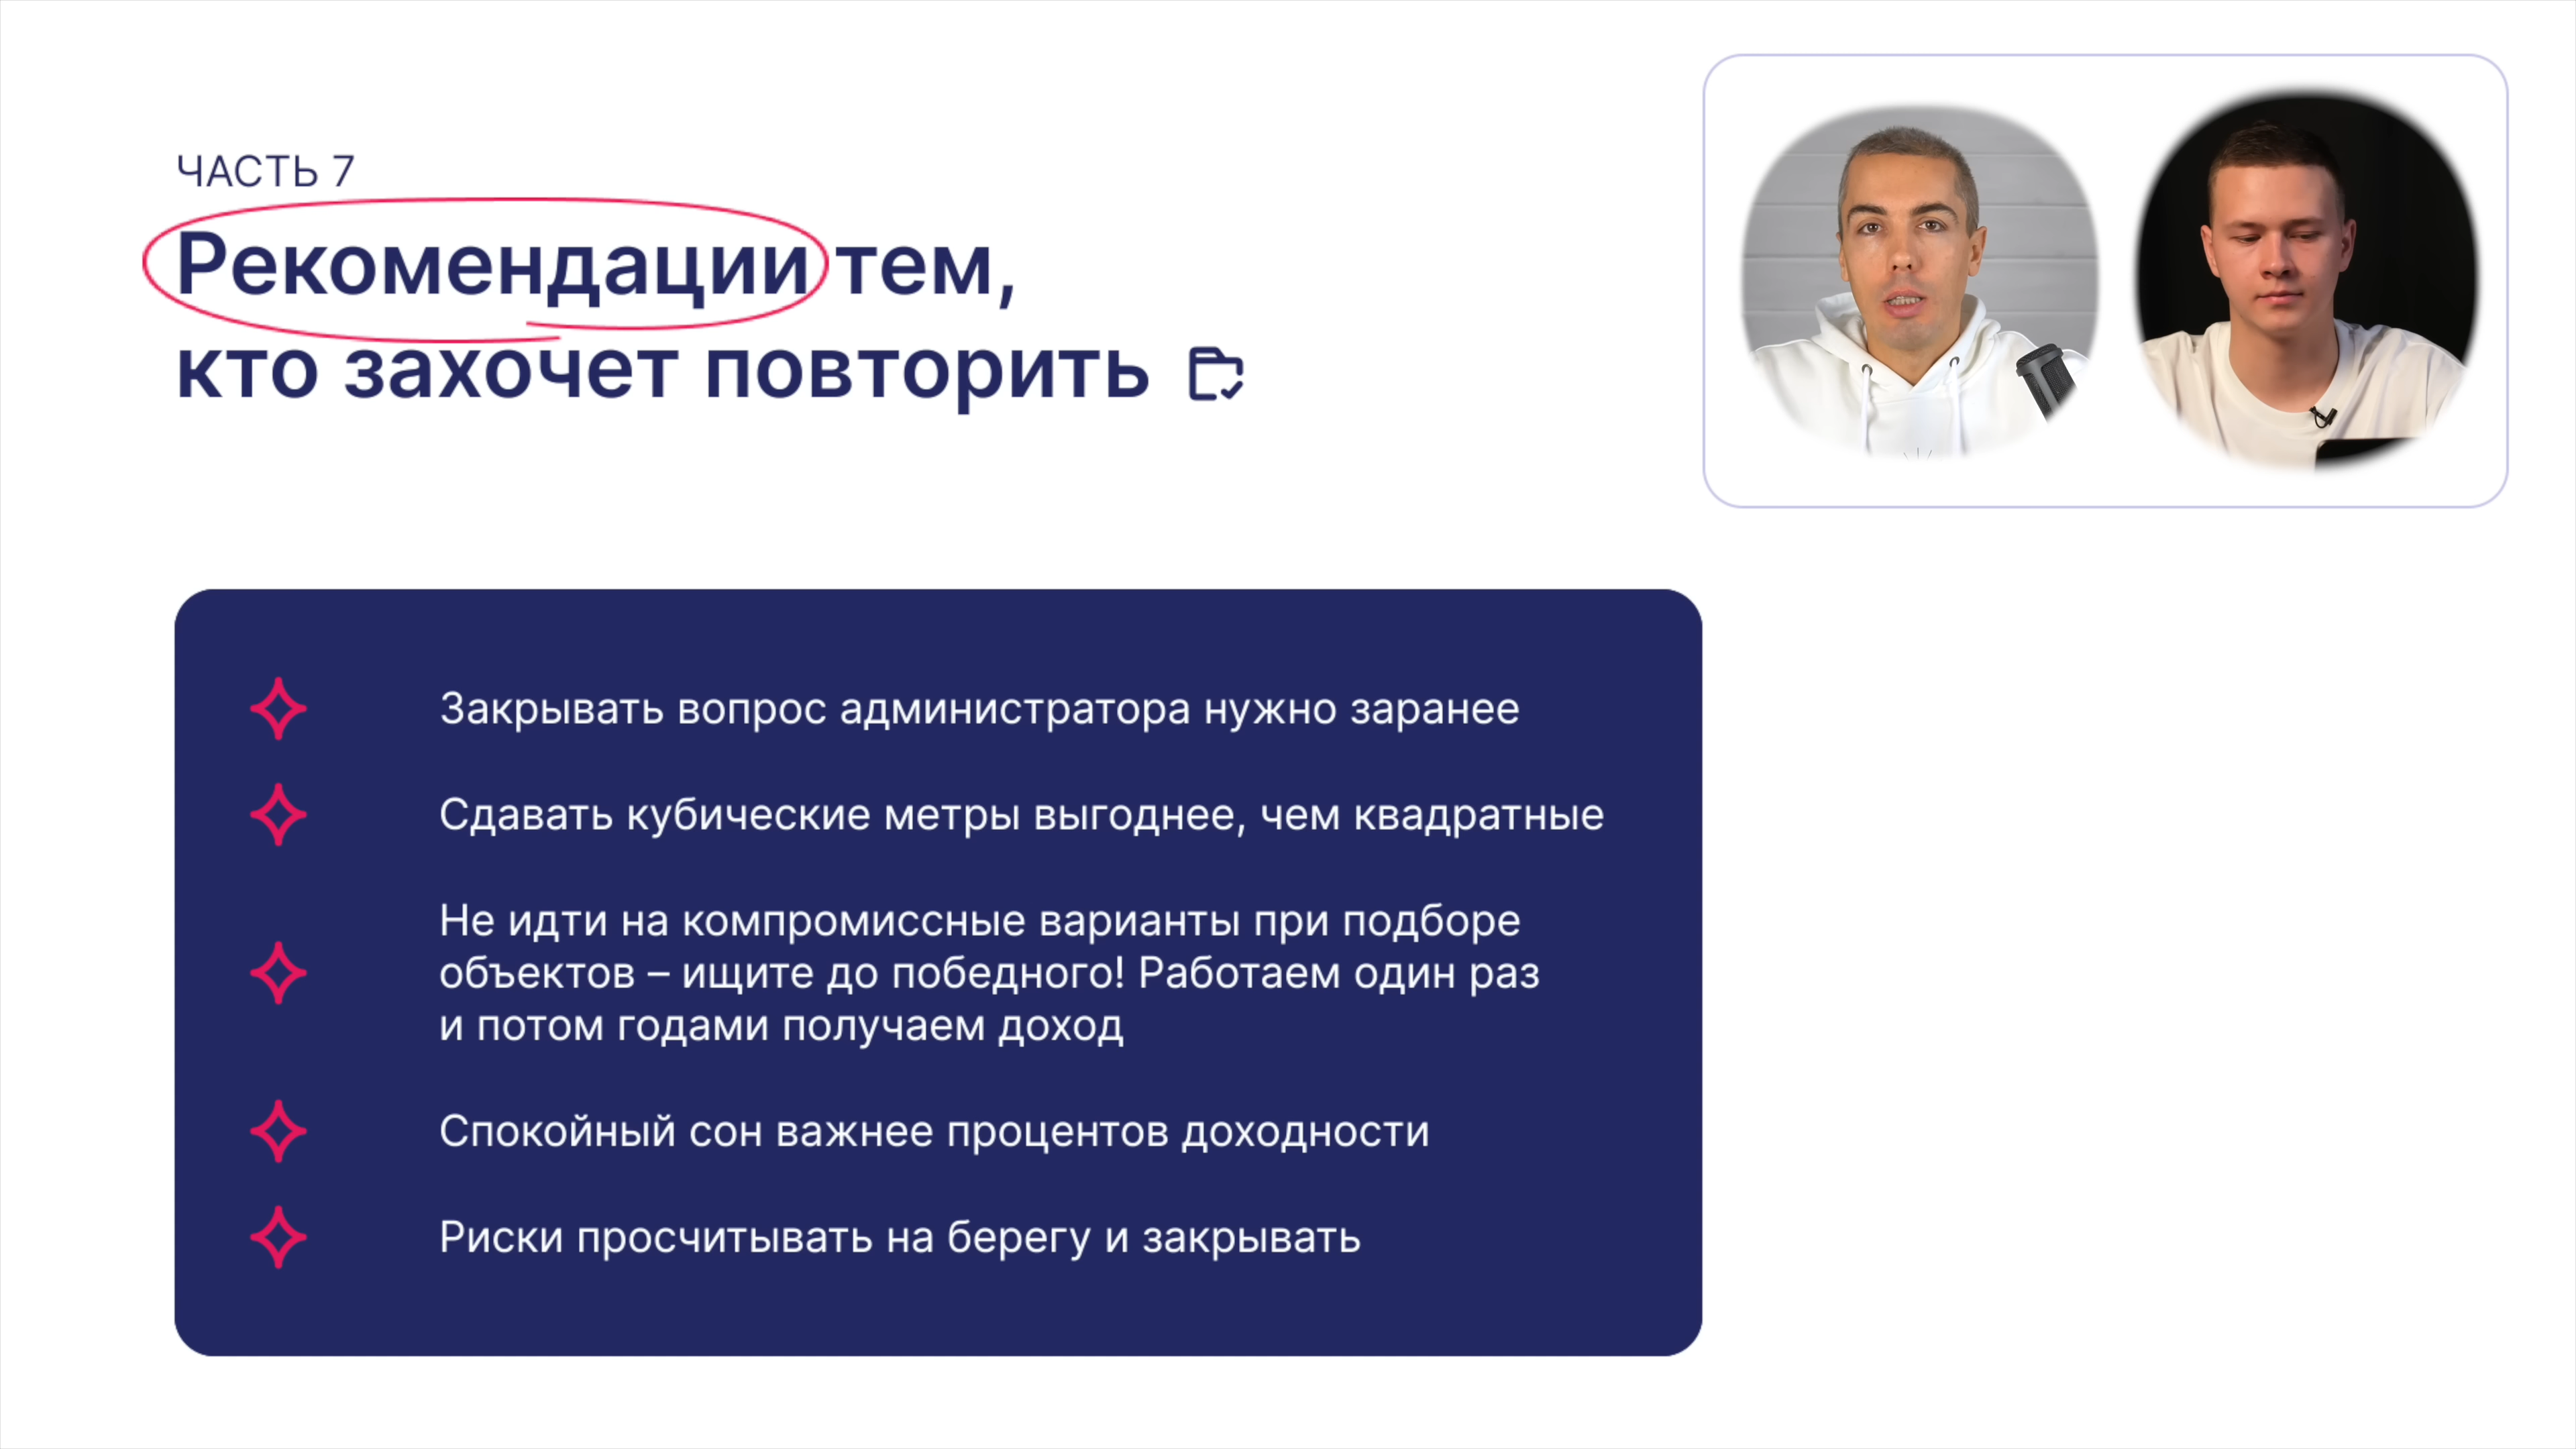 ЧАСТЬ 7
Рекомендации тем,
кто захочет повторить
Закрывать вопрос администратора нужно заранее
Сдавать кубические метры выгоднее, чем квадратные
Не идти на компромиссные варианты при подборе
объектов – ищите до победного! Работаем один раз
и потом годами получаем доход
Спокойный сон важнее процентов доходности
Риски просчитывать на берегу и закрывать